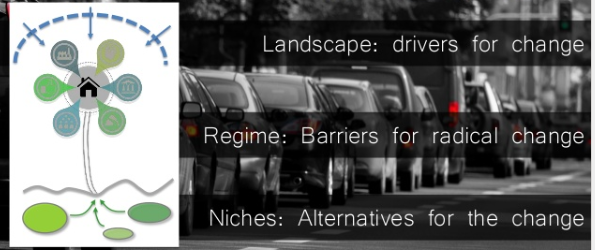 Landscape: drivers for change
Regime: Barriers for radical change
Niches: Alternatives for the change